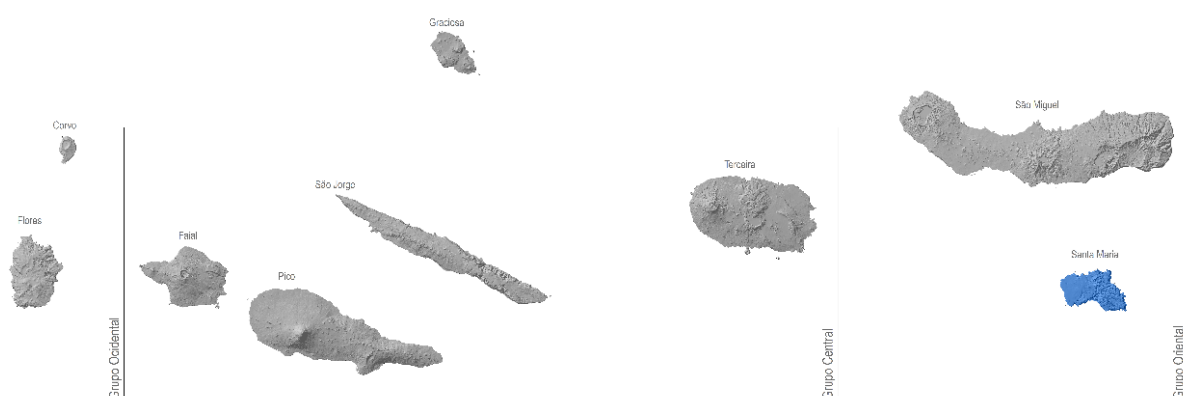 Graciosa
São Miguel
Corvo
Terceira
São Jorge
Flores
Faial
Santa Maria
Pico
Grupo Ocidental
Grupo Central
Grupo Oriental